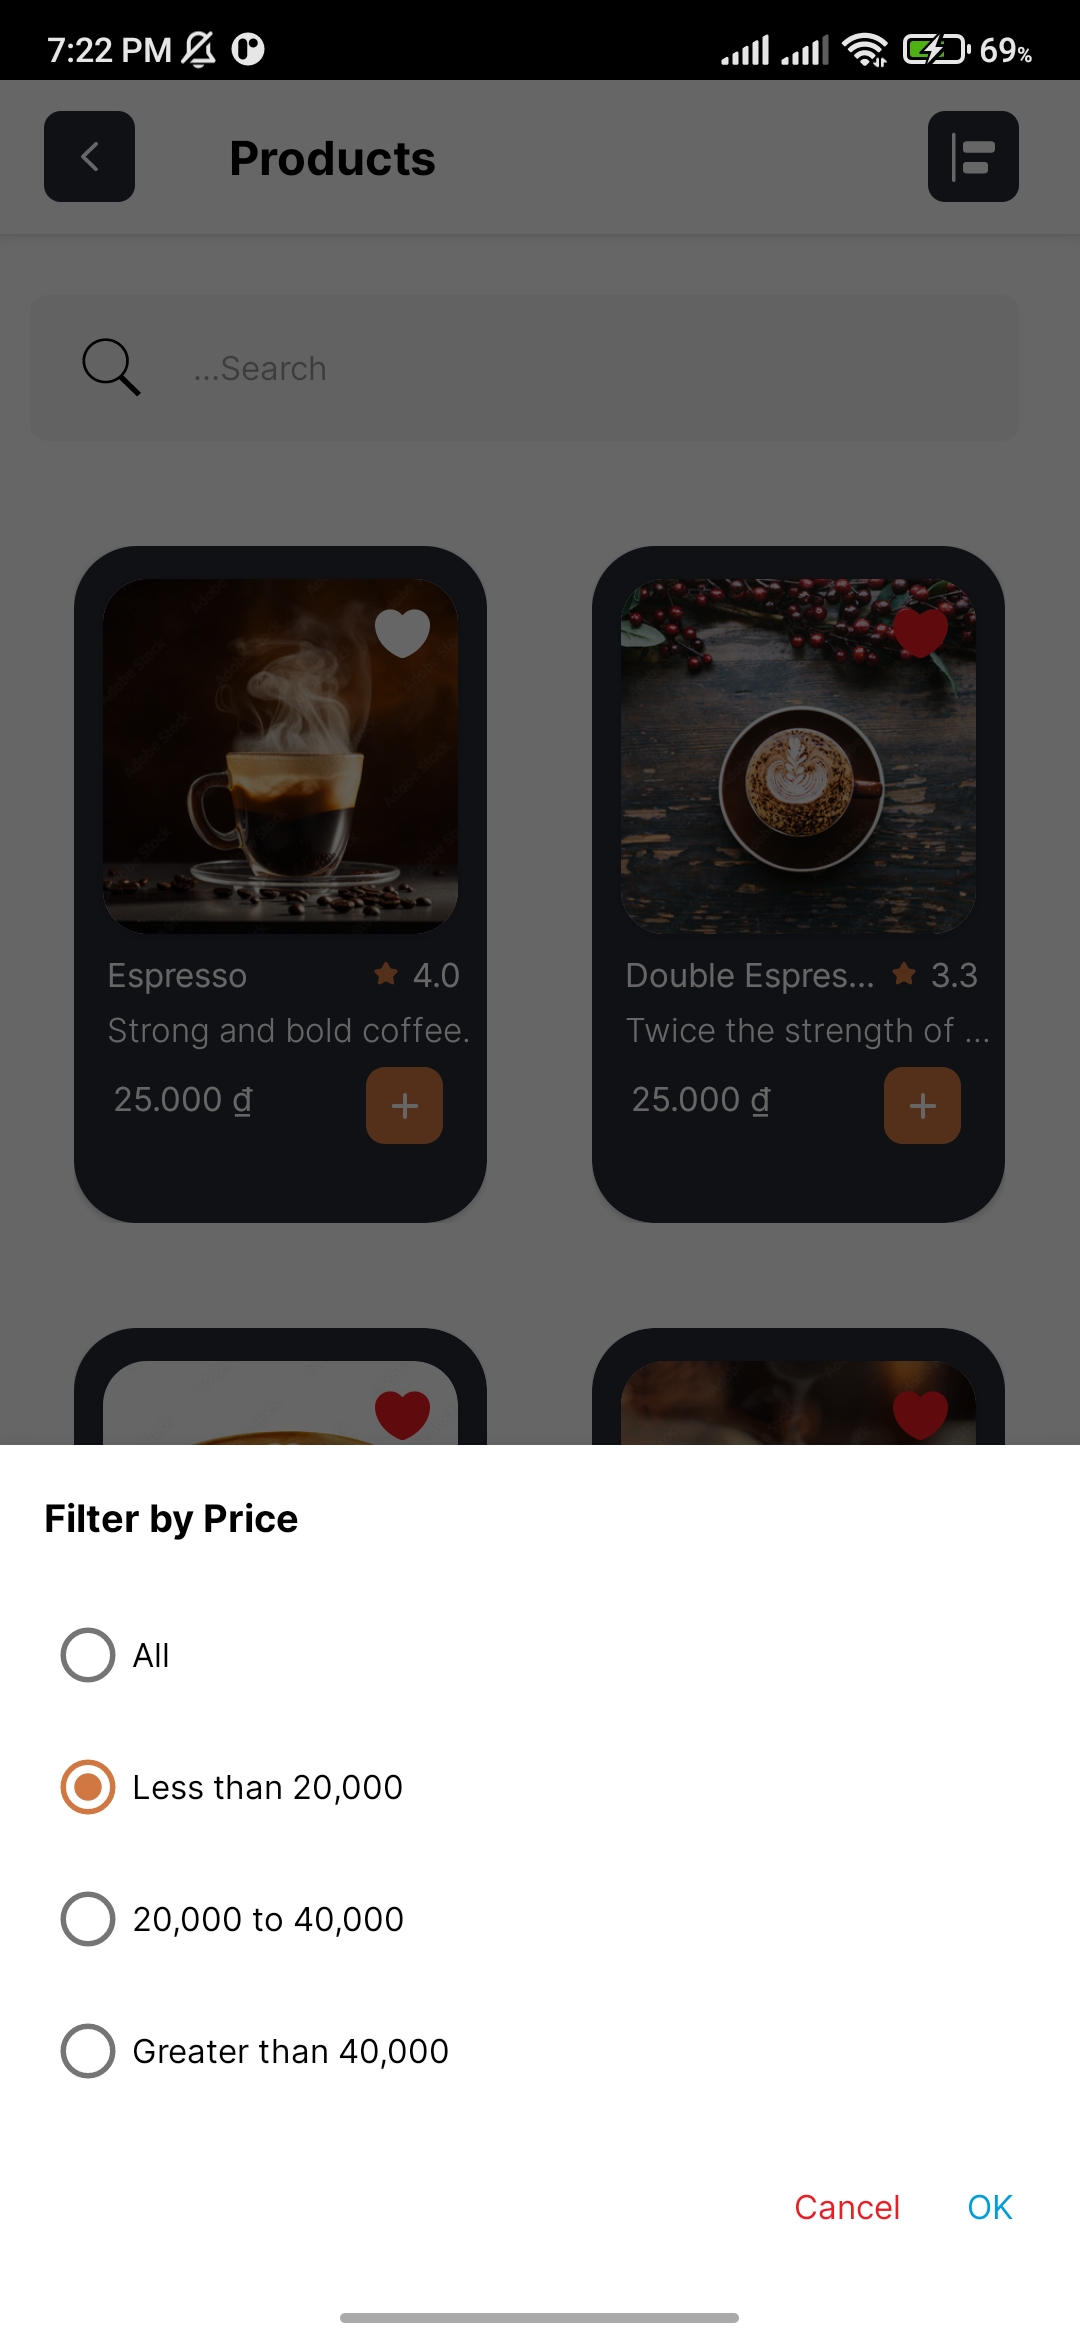 7:22 PM
69%
Products
...Search
Espresso 4.0
Strong and bold coffee.
25.000 ₫
Double Espres... 3.3
Twice the strength of ...
25.000 ₫
Filter by Price
All
Less than 20,000
20,000 to 40,000
Greater than 40,000
Cancel OK